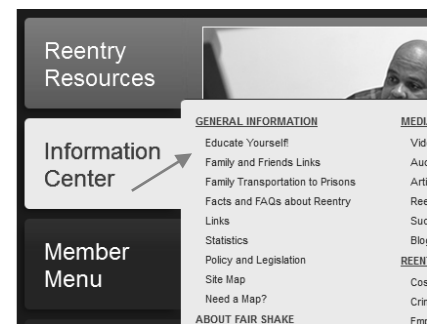 Reentry
Resources
Information
Center
Member
Menu
GENERAL INFORMATION
Educate Yourself!
Family and Friends Links
Family Transportation to Prisons
Facts and FAQs about Reentry
Links
Statistics
Policy and Legislation
Site Map
Need a Map?
ABOUT FAIR SHAKE